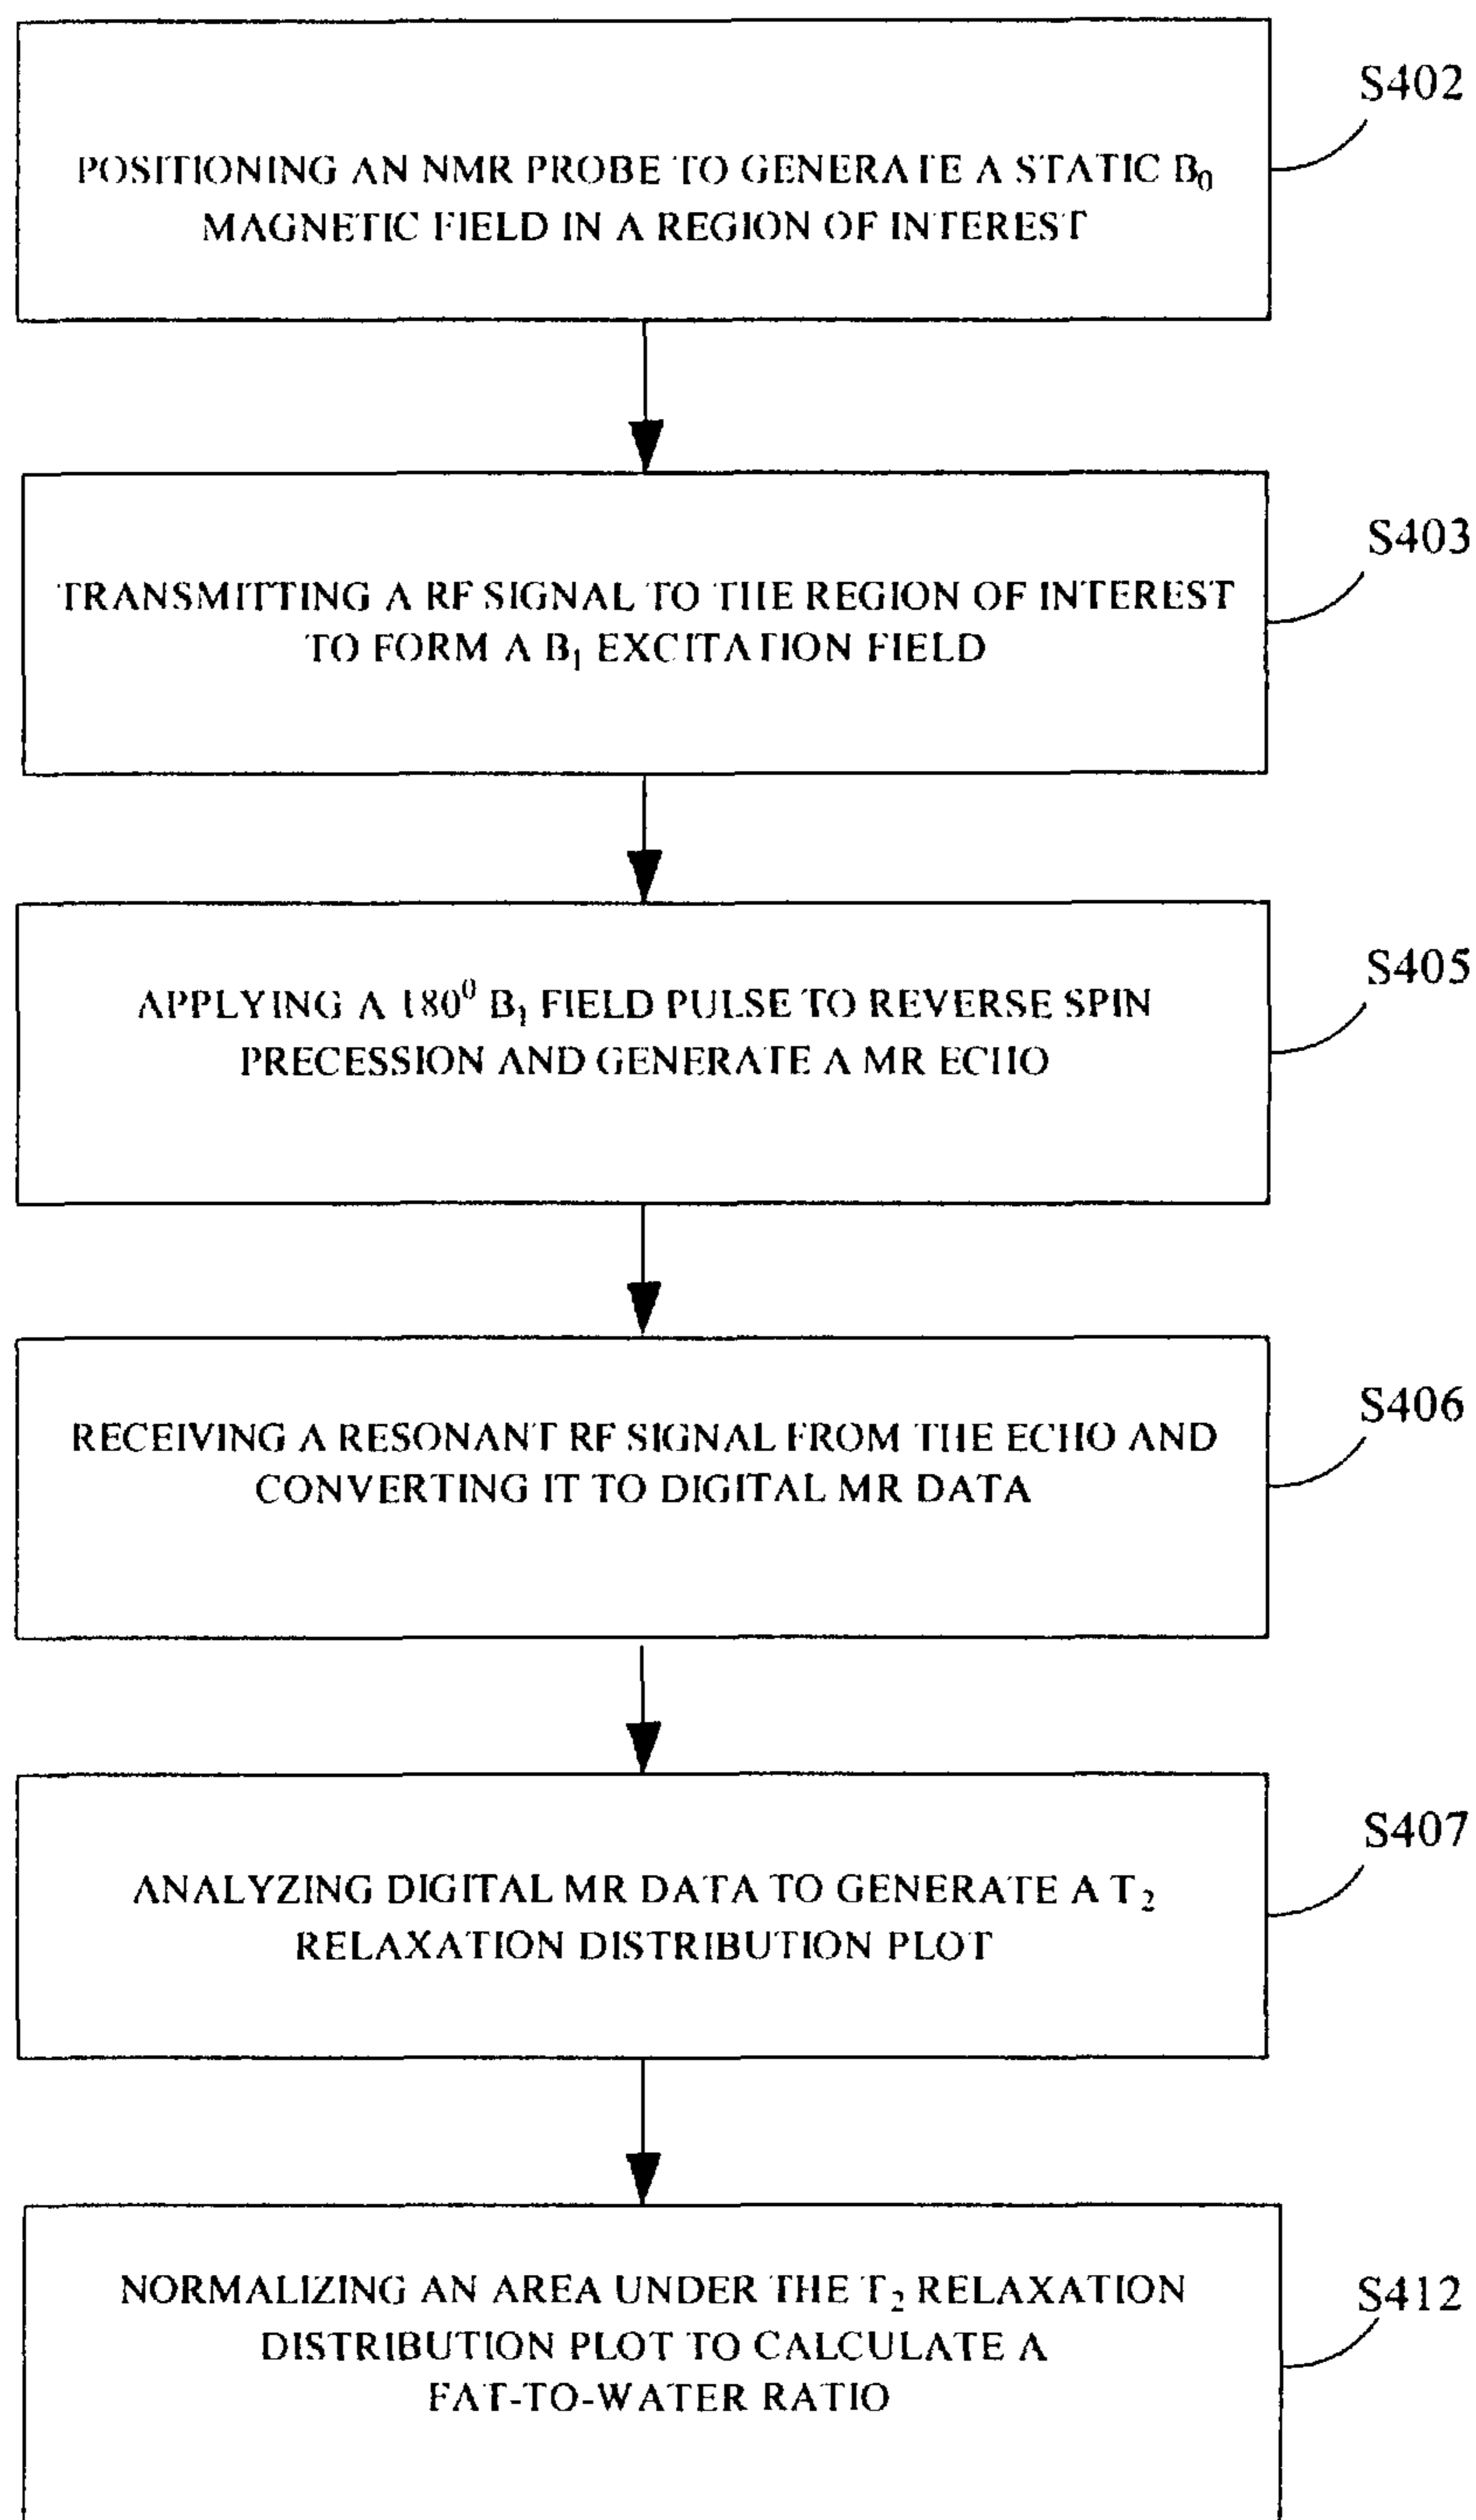 S402
POSITIONING AN NMR PROBE TO GENERATE A STATIC B₀
MAGNETIC FIELD IN A REGION OF INTEREST
S403
TRANSMITTING A RF SIGNAL TO THE REGION OF INTEREST
TO FORM A B₁ EXCITATION FIELD
S405
APPLYING A 180⁰ B₁ FIELD PULSE TO REVERSE SPIN
PRECESSION AND GENERATE A MR ECHO
S406
RECEIVING A RESONANT RF SIGNAL FROM THE ECHO AND
CONVERTING IT TO DIGITAL MR DATA
S407
ANALYZING DIGITAL MR DATA TO GENERATE A T₂
RELAXATION DISTRIBUTION PLOT
S412
NORMALIZING AN AREA UNDER THE T₂ RELAXATION
DISTRIBUTION PLOT TO CALCULATE A
FAT-TO-WATER RATIO